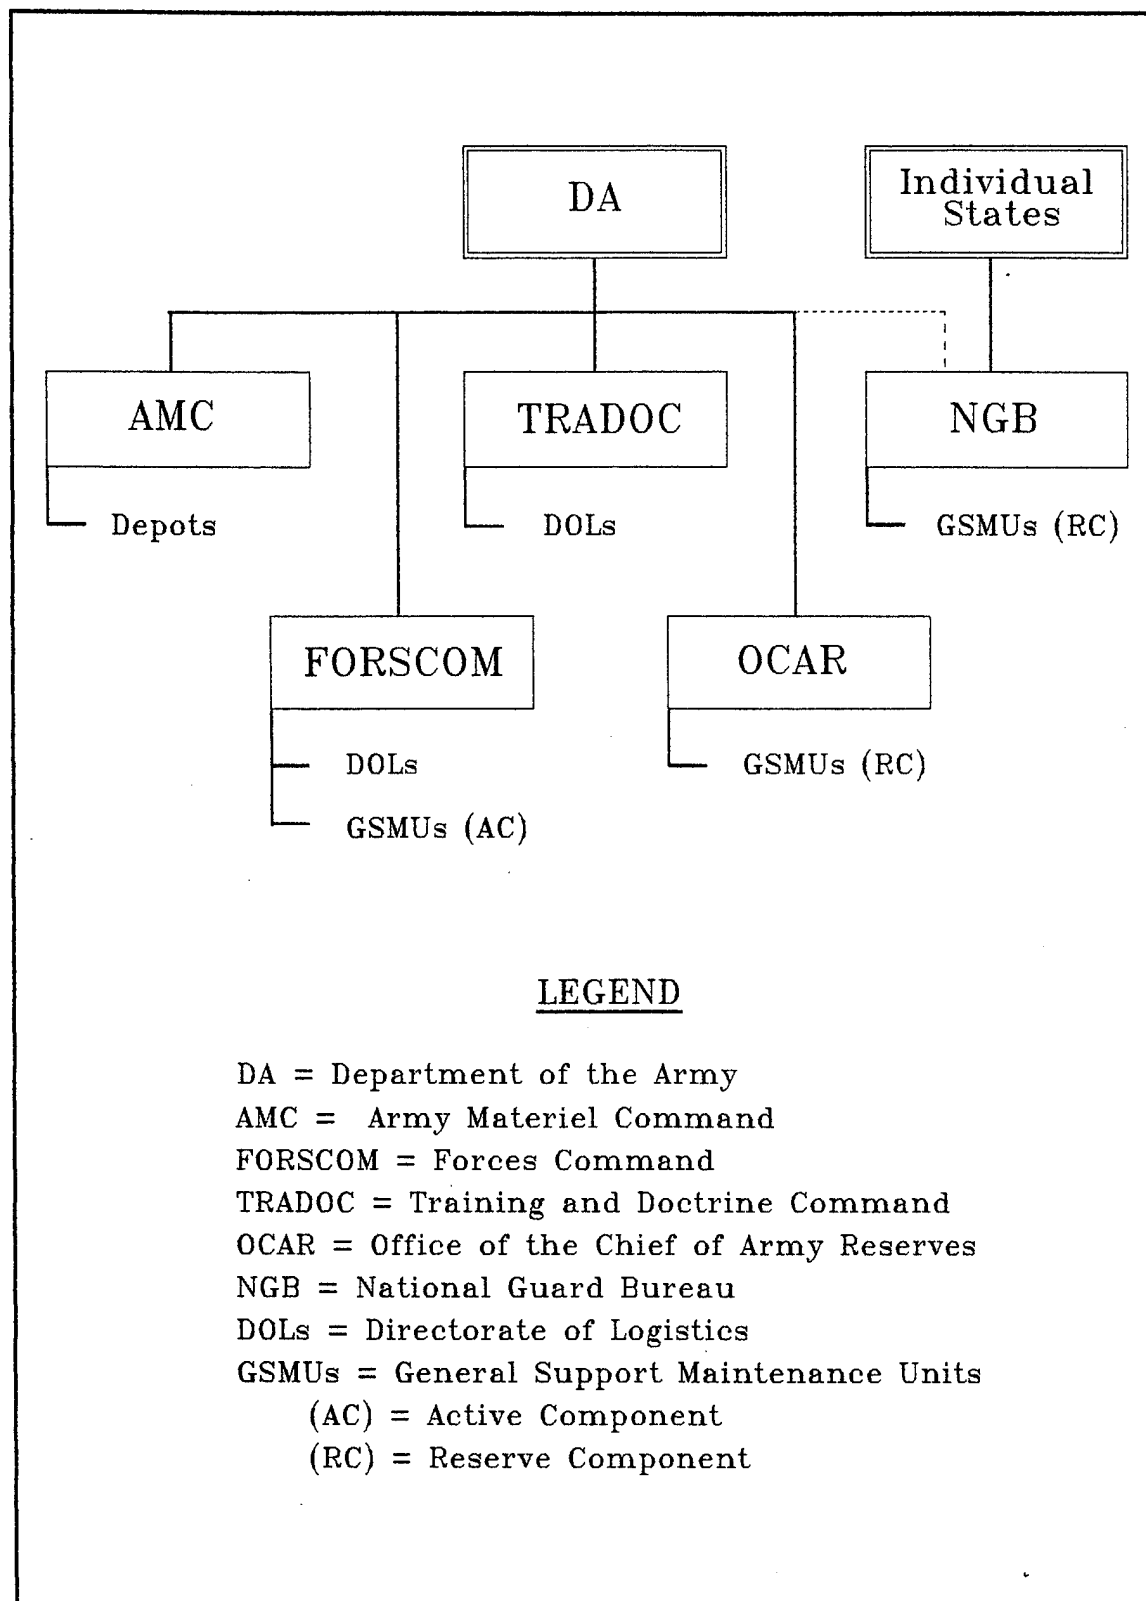 DA
Individual
States
AMC
TRADOC
NGB
Depots
DOLs
GSMUs (RC)
FORSCOM
OCAR
DOLs
GSMUs (RC)
GSMUs (AC)
LEGEND
DA = Department of the Army
AMC = Army Materiel Command
FORSCOM = Forces Command
TRADOC = Training and Doctrine Command
OCAR = Office of the Chief of Army Reserves
NGB = National Guard Bureau
DOLs = Directorate of Logistics
GSMUs = General Support Maintenance Units
(AC) = Active Component
(RC) = Reserve Component